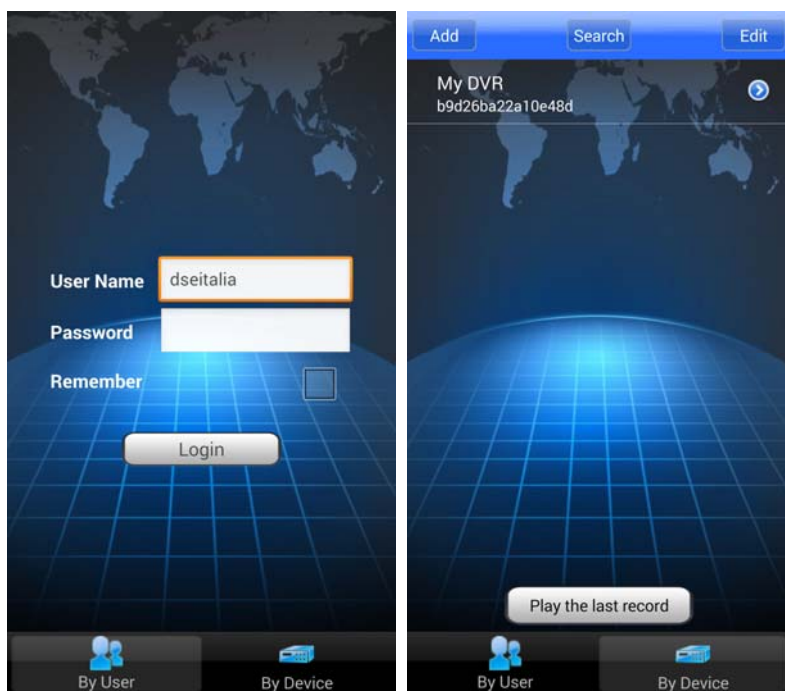 User Name dseitalia
Password
Remember
Login
By User By Device
Add Search Edit
My DVR
b9d26ba22a10e48d
Play the last record
By User By Device